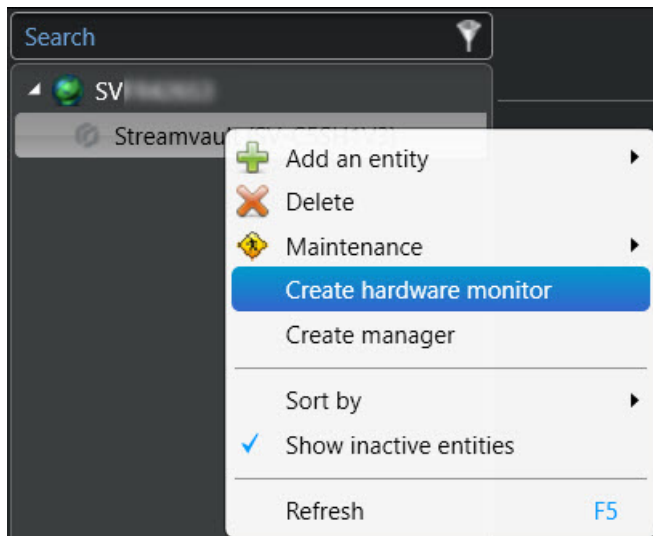 Search
SV
Streamvau
Add an entity
Delete
Maintenance
Create hardware monitor
Create manager
Sort by
Show inactive entities
Refresh F5